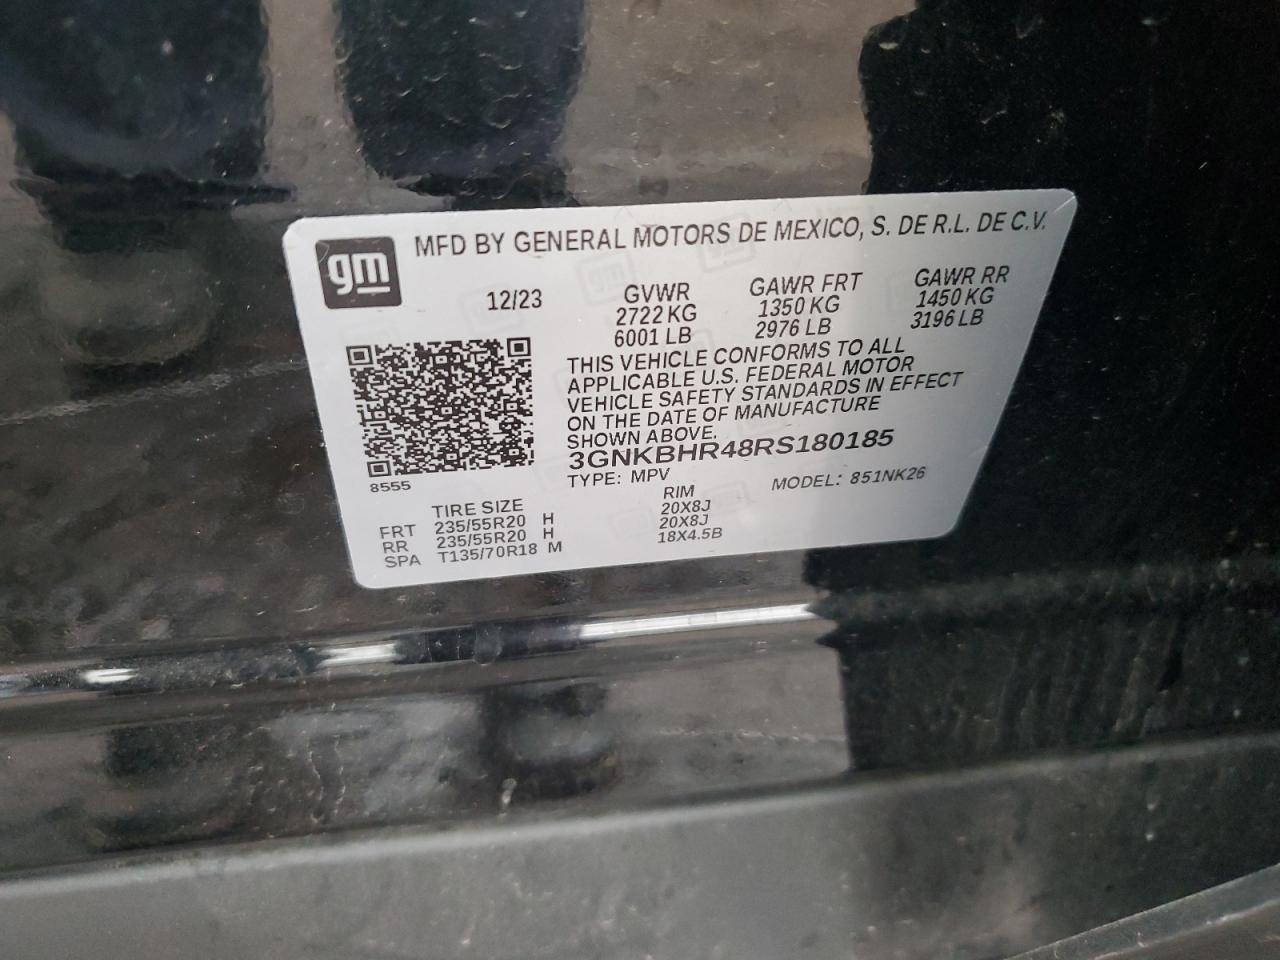 gm
MFD BY GENERAL MOTORS DE MEXICO, S. DE R.L. DE C.V.
12/23
GVWR
2722 KG
6001 LB
GAWR FRT
1350 KG
2976 LB
GAWR RR
1450 KG
3196 LB
THIS VEHICLE CONFORMS TO ALL
APPLICABLE U.S. FEDERAL MOTOR
VEHICLE SAFETY STANDARDS IN EFFECT
ON THE DATE OF MANUFACTURE
SHOWN ABOVE.
3GNKBHR48RS180185
TYPE: MPV
MODEL: 851NK26
8555
TIRE SIZE RIM
FRT 235/55R20 H 20X8J
RR 235/55R20 H 20X8J
SPA T135/70R18 M 18X4.5B